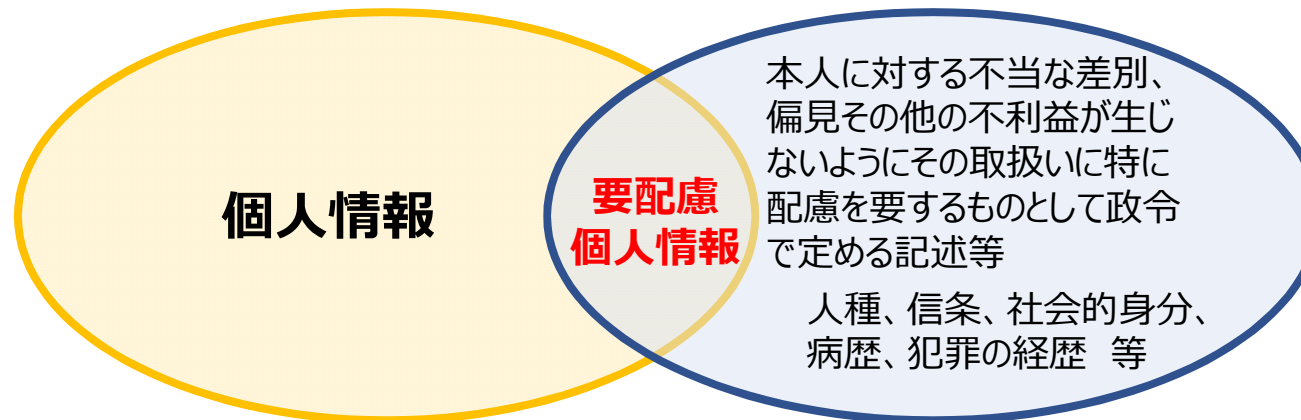 個人情報
要配慮
個人情報
本人に対する不当な差別、
偏見その他の不利益が生じ
ないようにその取扱いに特に
配慮を要するものとして政令
で定める記述等
人種、信条、社会的身分、
病歴、犯罪の経歴 等